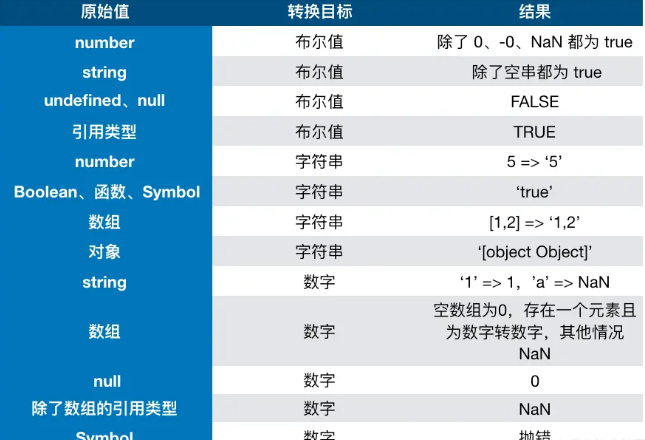 原始值 转换目标 结果
number 布尔值 除了 0、-0、NaN 都为 true
string 布尔值 除了空串都为 true
undefined、null 布尔值 FALSE
引用类型 布尔值 TRUE
number 字符串 5 => ‘5’
Boolean、函数、Symbol 字符串 ‘true’
数组 字符串 [1,2] => ‘1,2’
对象 字符串 ‘[object Object]’
string 数字 ‘1’ => 1，’a’ => NaN
数组 数字 空数组为0，存在一个元素且
为数字转数字，其他情况
NaN
null 数字 0
除了数组的引用类型 数字 NaN
Symbol 数字 抛错